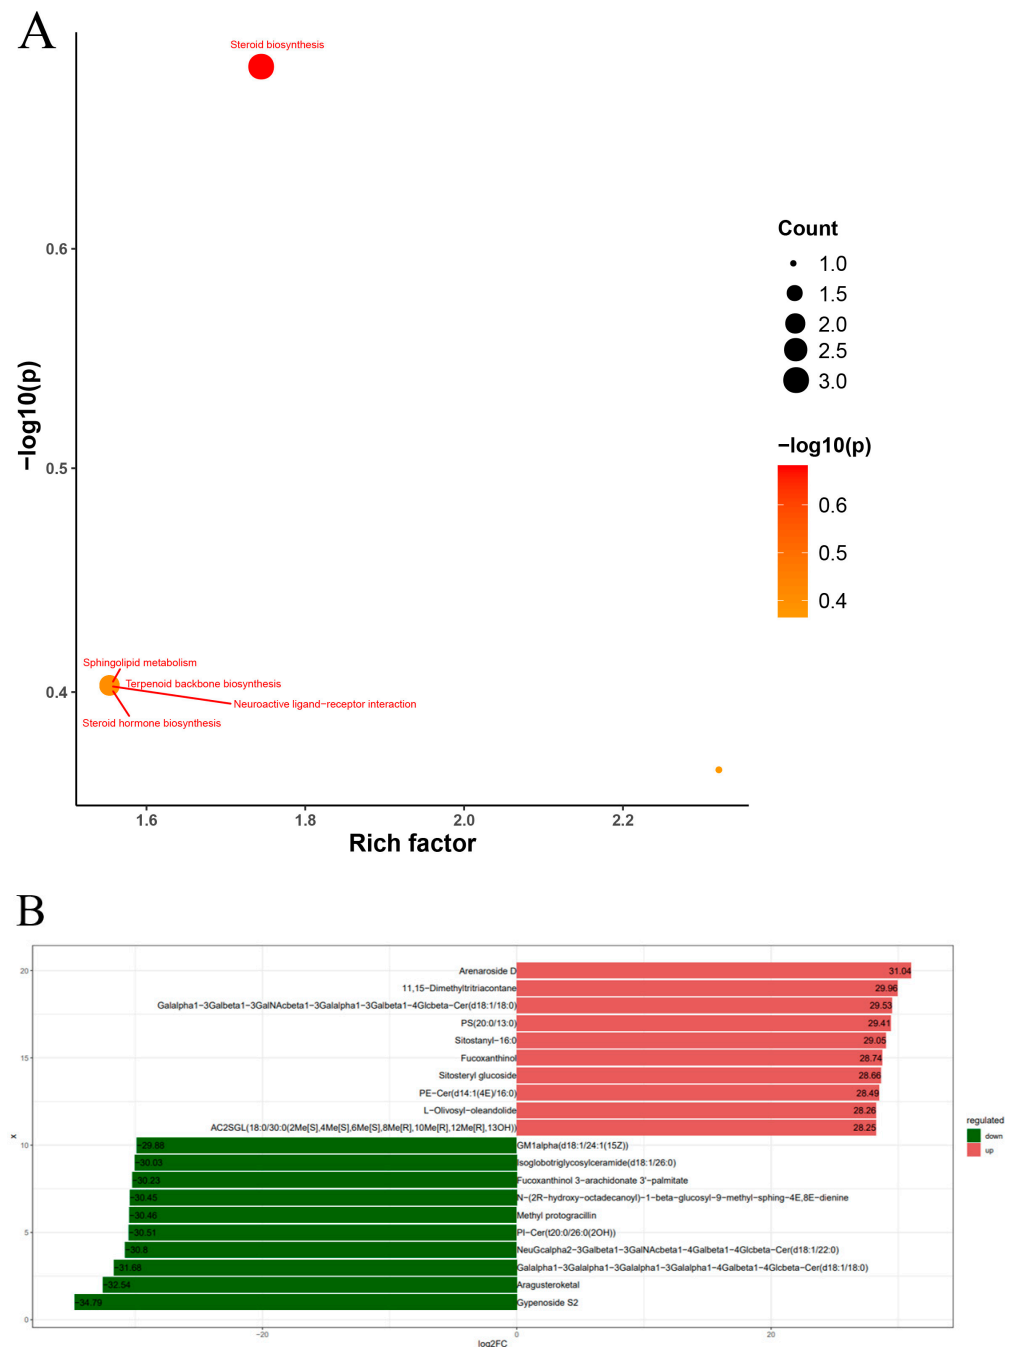 A
Steroid biosynthesis
0.6
0.5
0.4
−log10(p)
Sphingolipid metabolism
Terpenoid backbone biosynthesis
Neuroactive ligand−receptor interaction
Steroid hormone biosynthesis
1.6 1.8 2.0 2.2
Rich factor
Count
1.0
1.5
2.0
2.5
3.0
−log10(p)
0.6
0.5
0.4
B
20
15
10
5
0
x
Arenaroside D 31.04
11,15−Dimethyltritriacontane 29.96
Galalpha1−3Galbeta1−3GalNAcbeta1−3Galalpha1−3Galbeta1−4Glcbeta−Cer(d18:1/18:0) 29.53
PS(20:0/13:0) 29.41
Sitostanyl−16:0 29.05
Fucoxanthinol 28.74
Sitosteryl glucoside 28.66
PE−Cer(d14:1(4E)/16:0) 28.49
L−Olivosyl−oleandolide 28.26
AC2SGL(18:0/30:0(2Me[S],4Me[S],6Me[S],8Me[R],10Me[R],12Me[R],13OH)) 28.25
−29.88 GM1alpha(d18:1/24:1(15Z))
−30.03 Isoglobotriglycosylceramide(d18:1/26:0)
−30.23 Fucoxanthinol 3−arachidonate 3'−palmitate
−30.45 N−(2R−hydroxy−octadecanoyl)−1−beta−glucosyl−9−methyl−sphing−4E,8E−dienine
−30.46 Methyl protogracillin
−30.51 PI−Cer(t20:0/26:0(2OH))
−30.8 NeuGcalpha2−3Galbeta1−3GalNAcbeta1−4Galbeta1−4Glcbeta−Cer(d18:1/22:0)
−31.68 Galalpha1−3Galalpha1−3Galalpha1−3Galalpha1−4Galbeta1−4Glcbeta−Cer(d18:1/18:0)
−32.54 Aragusteroketal
−34.79 Gypenoside S2
−20 0 20
log2FC
regulated
down
up